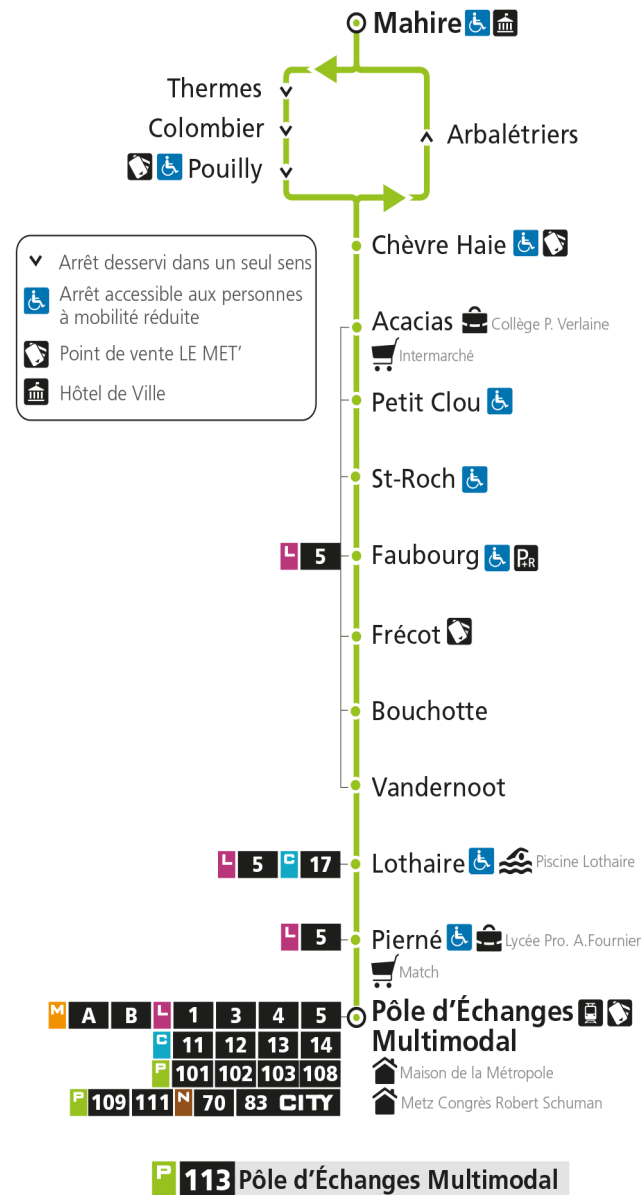 Mahire
Thermes
Colombier
Pouilly
Arbalétriers
Chèvre Haie
Arrêt desservi dans un seul sens
Arrêt accessible aux personnes
à mobilité réduite
Point de vente LE MET'
Hôtel de Ville
Acacias Collège P. Verlaine
Intermarché
Petit Clou
St-Roch
L 5 Faubourg P+R
Frécot
Bouchotte
Vandernoot
L 5 C 17 Lothaire Piscine Lothaire
L 5 Pierné Lycée Pro. A.Fournier
Match
M A B L 1 3 4 5 Pôle d'Échanges
C 11 12 13 14 Multimodal
P 101 102 103 108 Maison de la Métropole
P 109 111 N 70 83 CITY Metz Congrès Robert Schuman
P 113 Pôle d'Échanges Multimodal